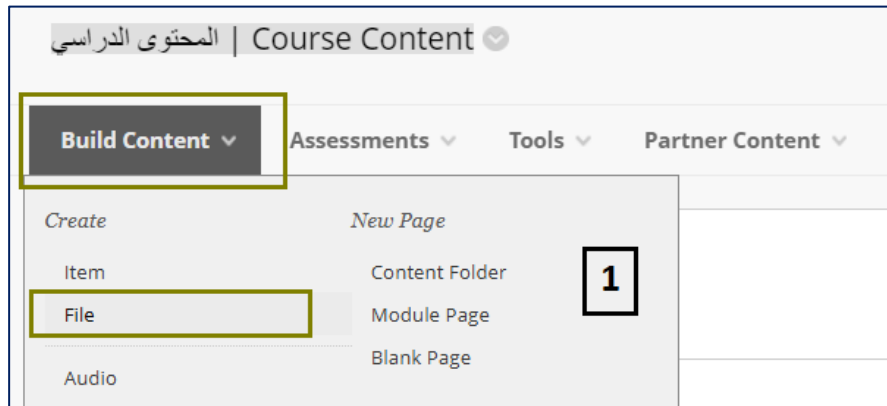 Course Content | المحتوى الدراسي
Build Content Assessments Tools Partner Content
Create New Page
Item Content Folder
1
File Module Page
Blank Page
Audio